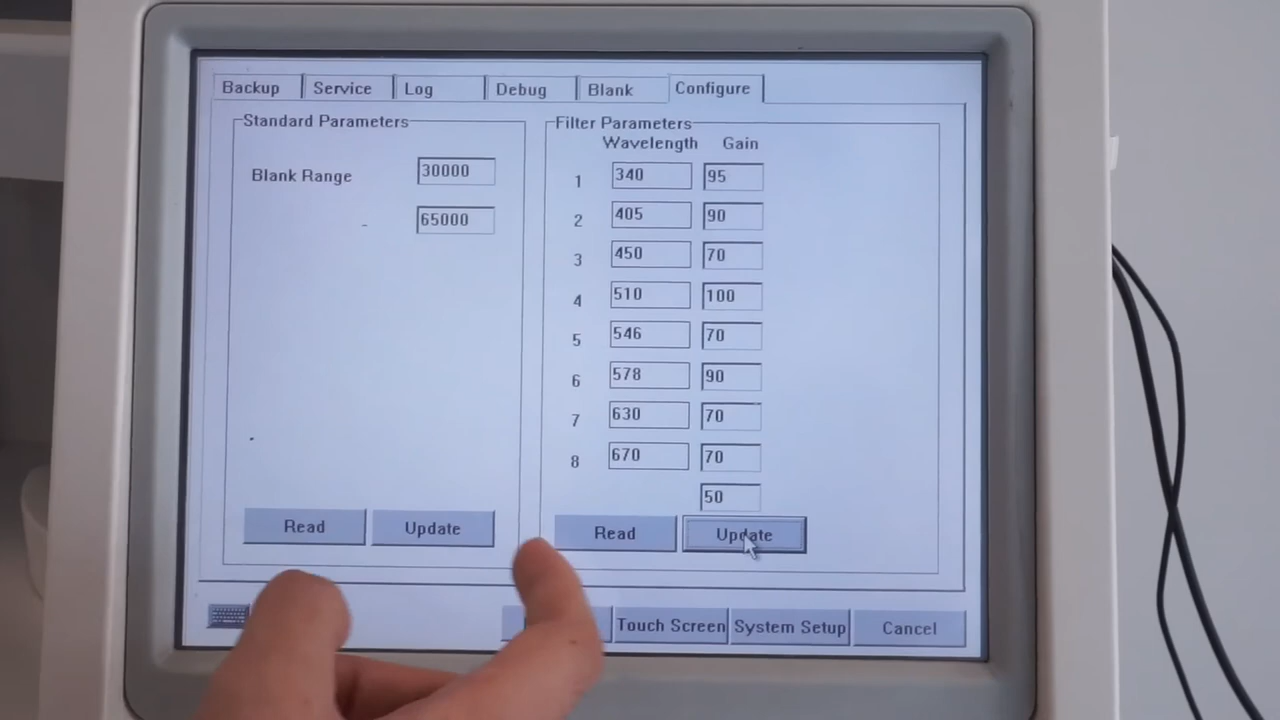 Backup Service Log Debug Blank Configure
Standard Parameters
Blank Range 30000
- 65000
Read Update
Filter Parameters
Wavelength Gain
1 340 95
2 405 90
3 450 70
4 510 100
5 546 70
6 578 90
7 630 70
8 670 70
50
Read Update
Touch Screen System Setup Cancel